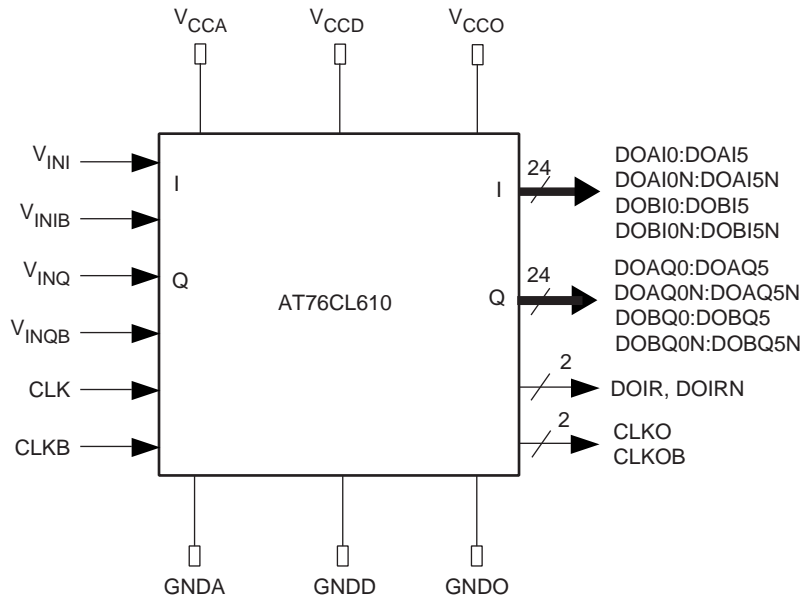 VCCA VCCD VCCO
VINI
VINIB
VINQ
VINQB
CLK
CLKB
I
Q
AT76CL610
I
Q
24
DOAI0:DOAI5
DOAI0N:DOAI5N
DOBI0:DOBI5
DOBI0N:DOBI5N
24
DOAQ0:DOAQ5
DOAQ0N:DOAQ5N
DOBQ0:DOBQ5
DOBQ0N:DOBQ5N
2
DOIR, DOIRN
2
CLKO
CLKOB
GNDA GNDD GNDO